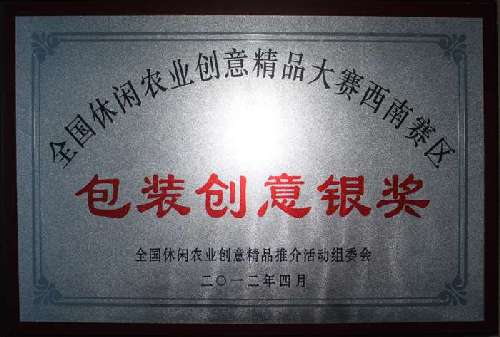 全国休闲农业创意精品大赛西南赛区
包装创意银奖
全国休闲农业创意精品推介活动组委会
二〇一二年四月